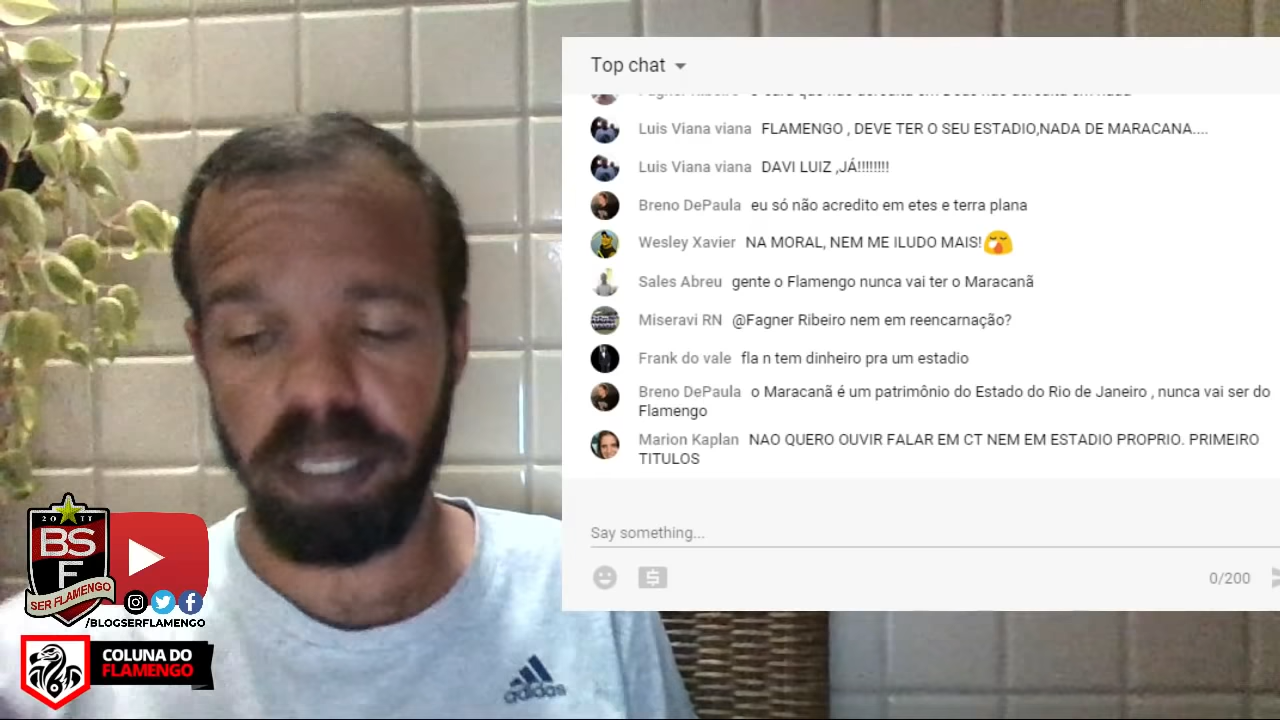 Top chat
Luis Viana viana FLAMENGO , DEVE TER O SEU ESTADIO,NADA DE MARACANA....
Luis Viana viana DAVI LUIZ ,JÁ!!!!!!!!
Breno DePaula eu só não acredito em etes e terra plana
Wesley Xavier NA MORAL, NEM ME ILUDO MAIS!
Sales Abreu gente o Flamengo nunca vai ter o Maracanã
Miseravi RN @Fagner Ribeiro nem em reencarnação?
Frank do vale fla n tem dinheiro pra um estadio
Breno DePaula o Maracanã é um patrimônio do Estado do Rio de Janeiro , nunca vai ser do
Flamengo
Marion Kaplan NAO QUERO OUVIR FALAR EM CT NEM EM ESTADIO PROPRIO. PRIMEIRO
TITULOS
Say something...
0/200
2011
BS
F
SER FLAMENGO
/BLOGSERFLAMENGO
COLUNA DO
FLAMENGO
adidas